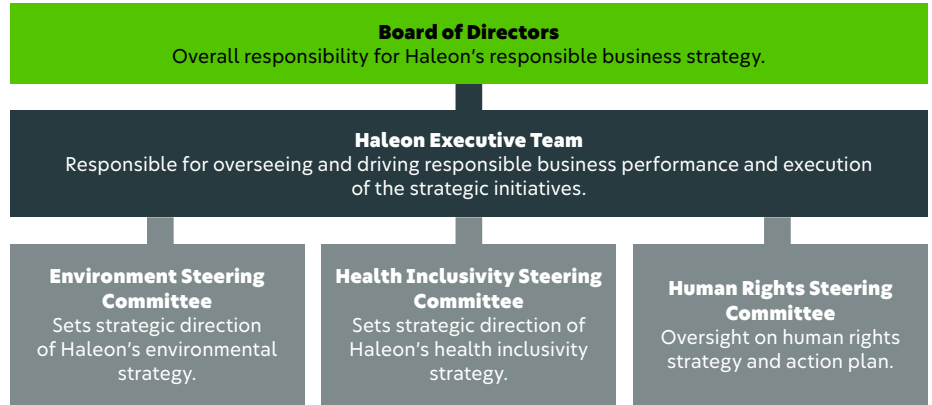 Board of Directors
Overall responsibility for Haleon’s responsible business strategy.
Haleon Executive Team
Responsible for overseeing and driving responsible business performance and execution
of the strategic initiatives.
Environment Steering
Committee
Sets strategic direction
of Haleon’s environmental
strategy.
Health Inclusivity Steering
Committee
Sets strategic direction of
Haleon’s health inclusivity
strategy.
Human Rights Steering
Committee
Oversight on human rights
strategy and action plan.